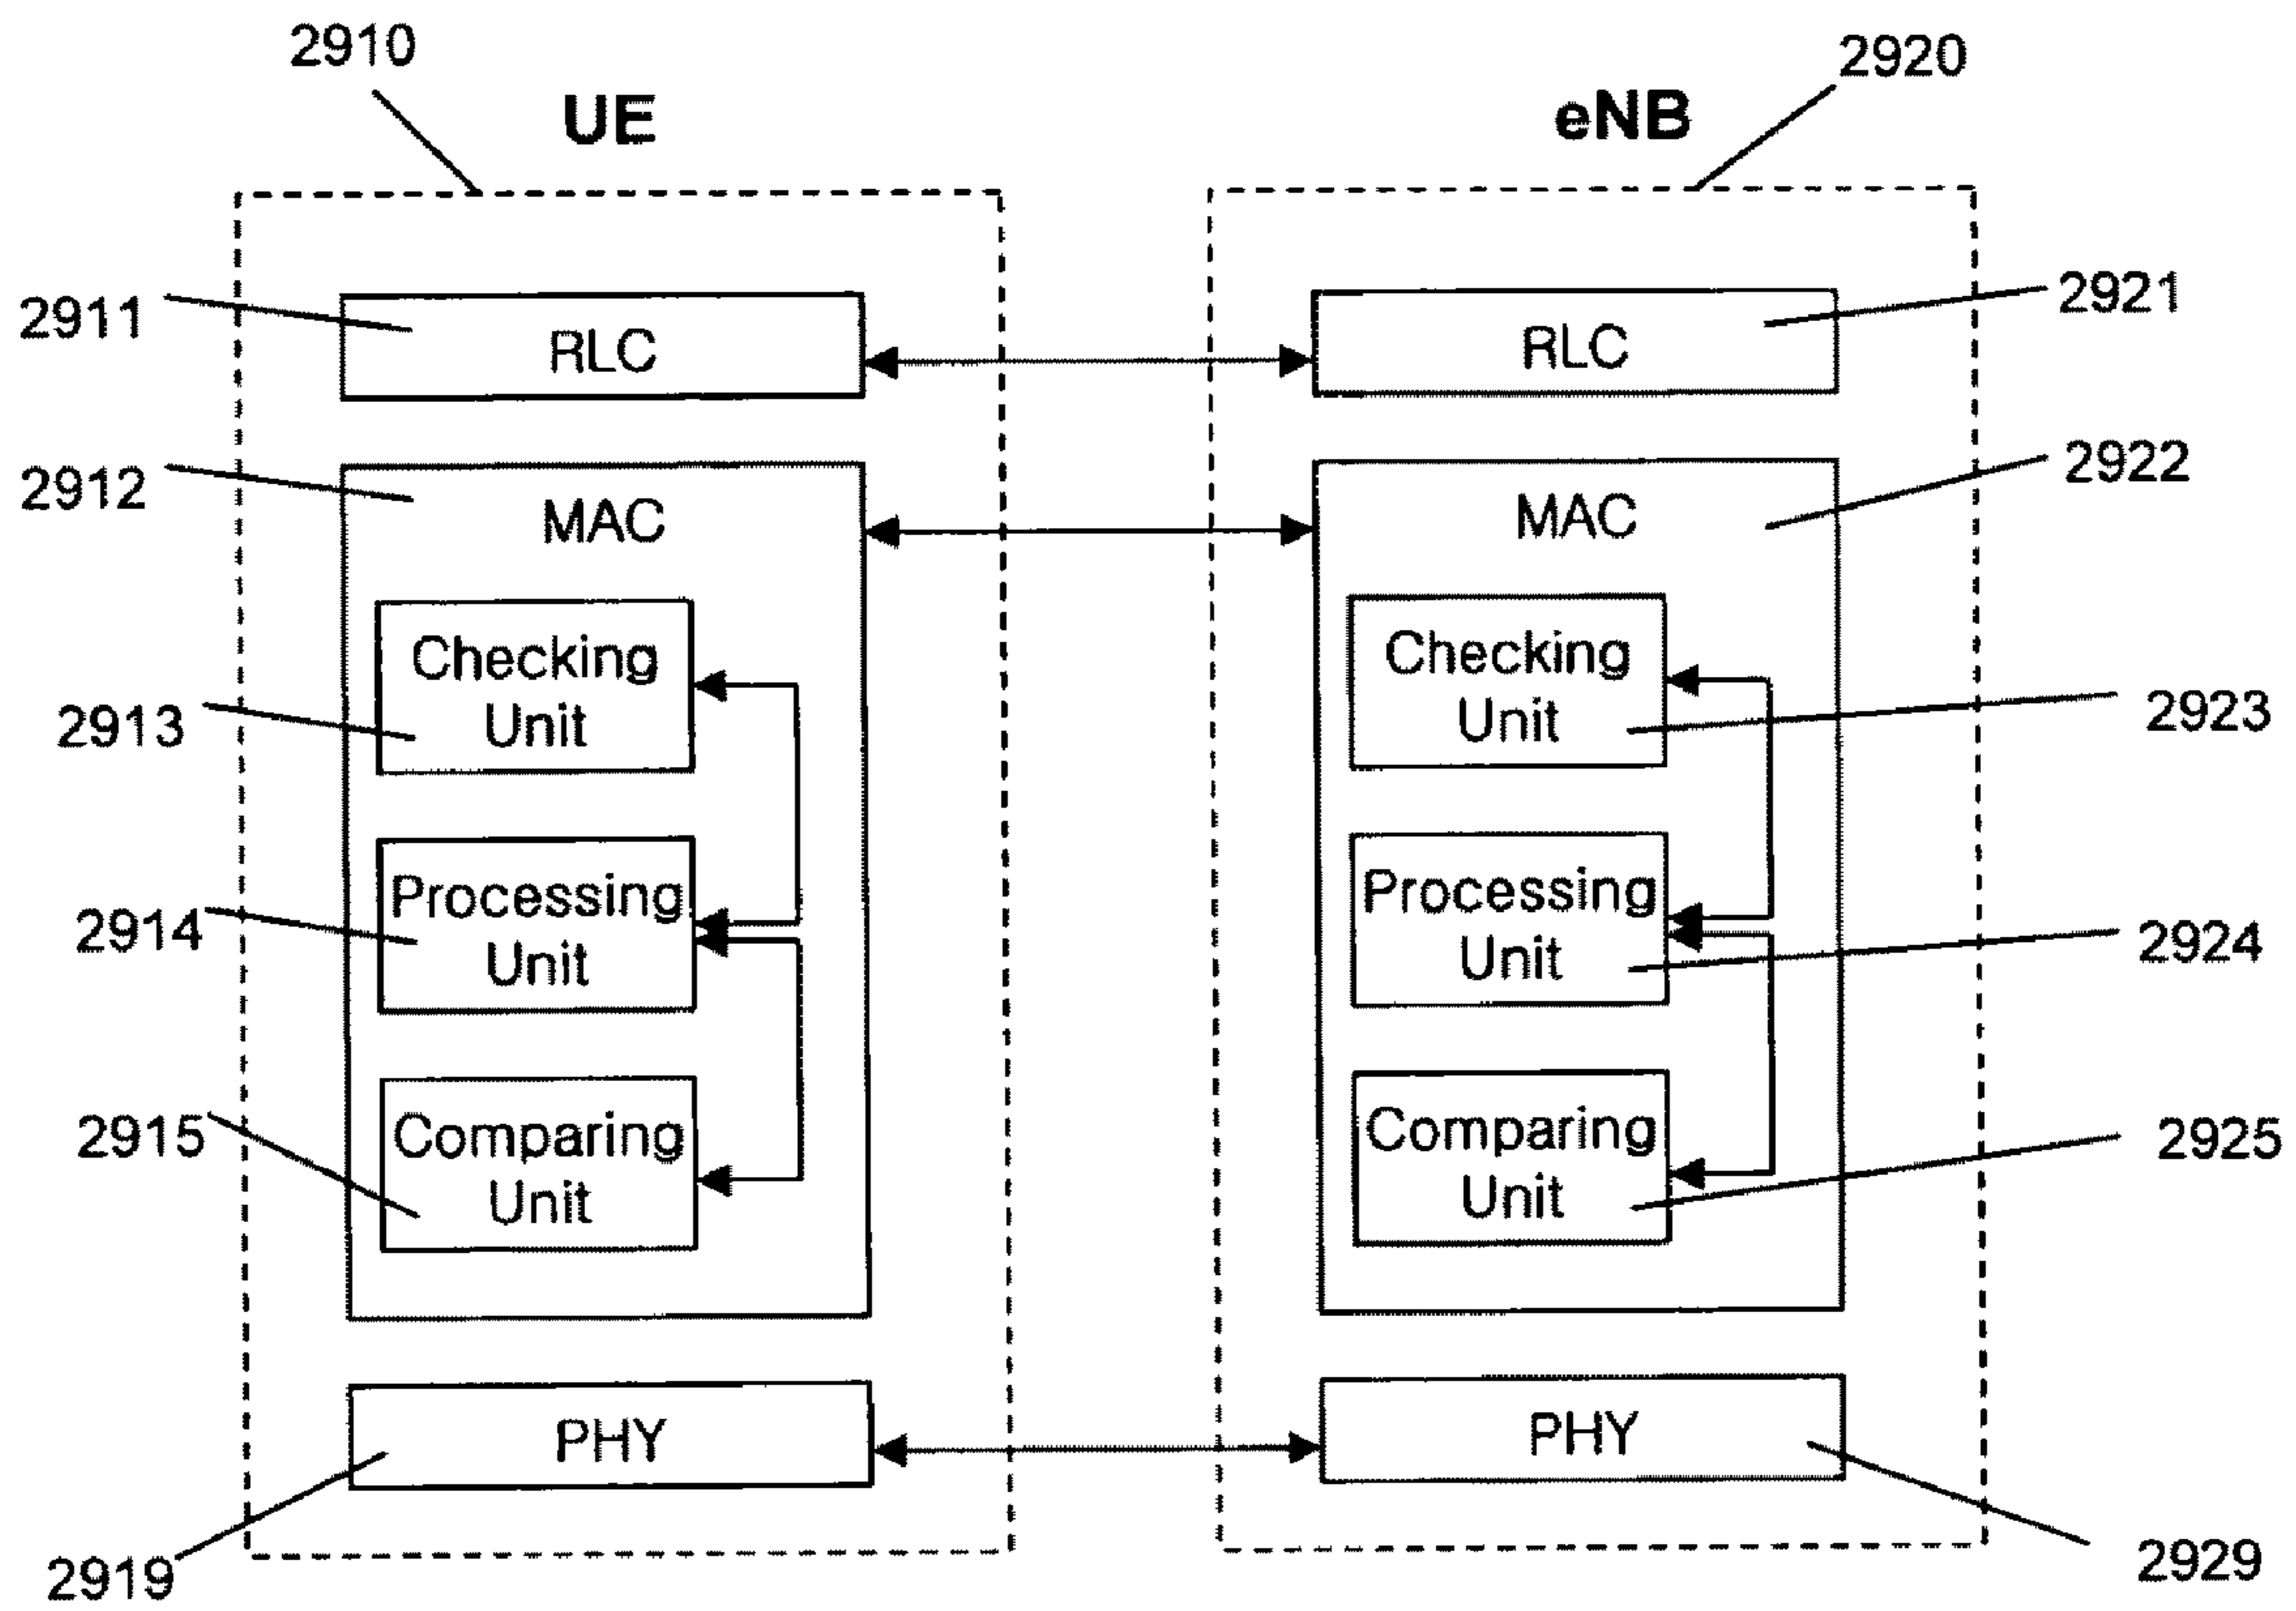 2910
2920
UE
eNB
2911
RLC
RLC
2921
2912
MAC
MAC
2922
Checking
Unit
Checking
Unit
2913
2923
Processing
Unit
Processing
Unit
2914
2924
Comparing
Unit
Comparing
Unit
2915
2925
PHY
PHY
2919
2929